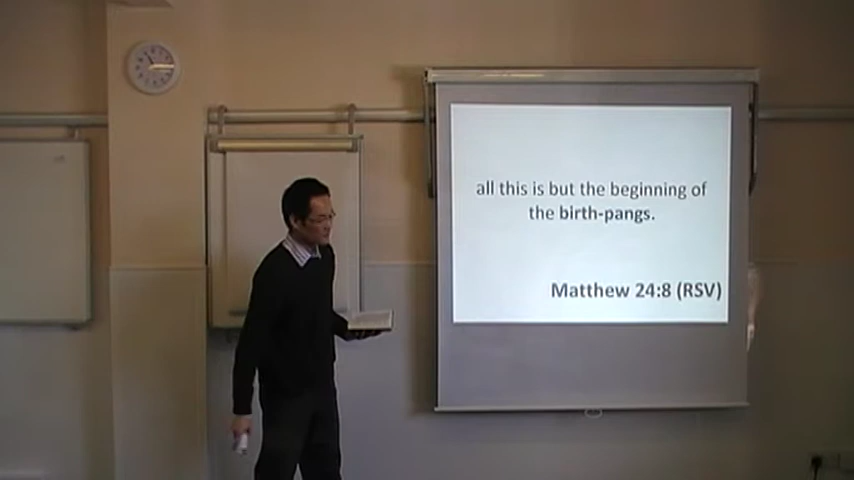 all this is but the beginning of
the birth-pangs.
Matthew 24:8 (RSV)